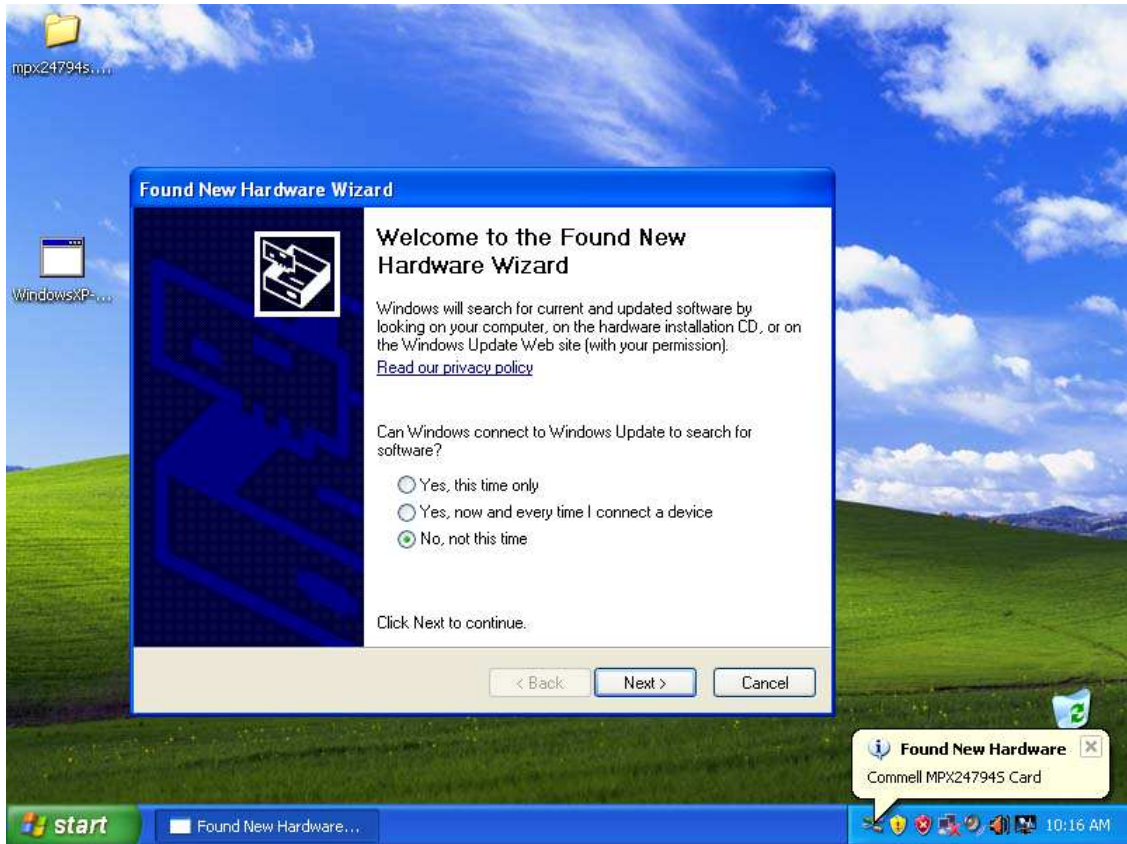 mpx24794s....
WindowsXP-...
Found New Hardware Wizard
Welcome to the Found New
Hardware Wizard
Windows will search for current and updated software by
looking on your computer, on the hardware installation CD, or on
the Windows Update Web site (with your permission).
Read our privacy policy
Can Windows connect to Windows Update to search for
software?
Yes, this time only
Yes, now and every time I connect a device
No, not this time
Click Next to continue.
< Back
Next >
Cancel
Found New Hardware
Commell MPX24794S Card
start
Found New Hardware...
10:16 AM